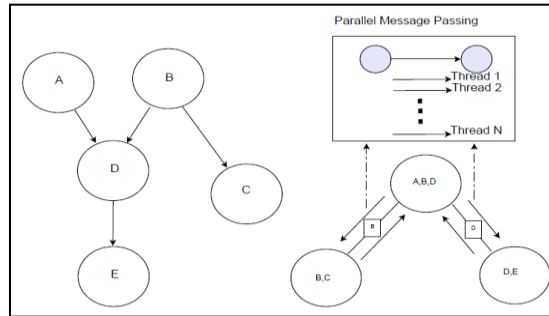 Parallel Message Passing
Thread 1
Thread 2
Thread N
A
B
D
C
E
A,B,D
B
D
B,C
D,E